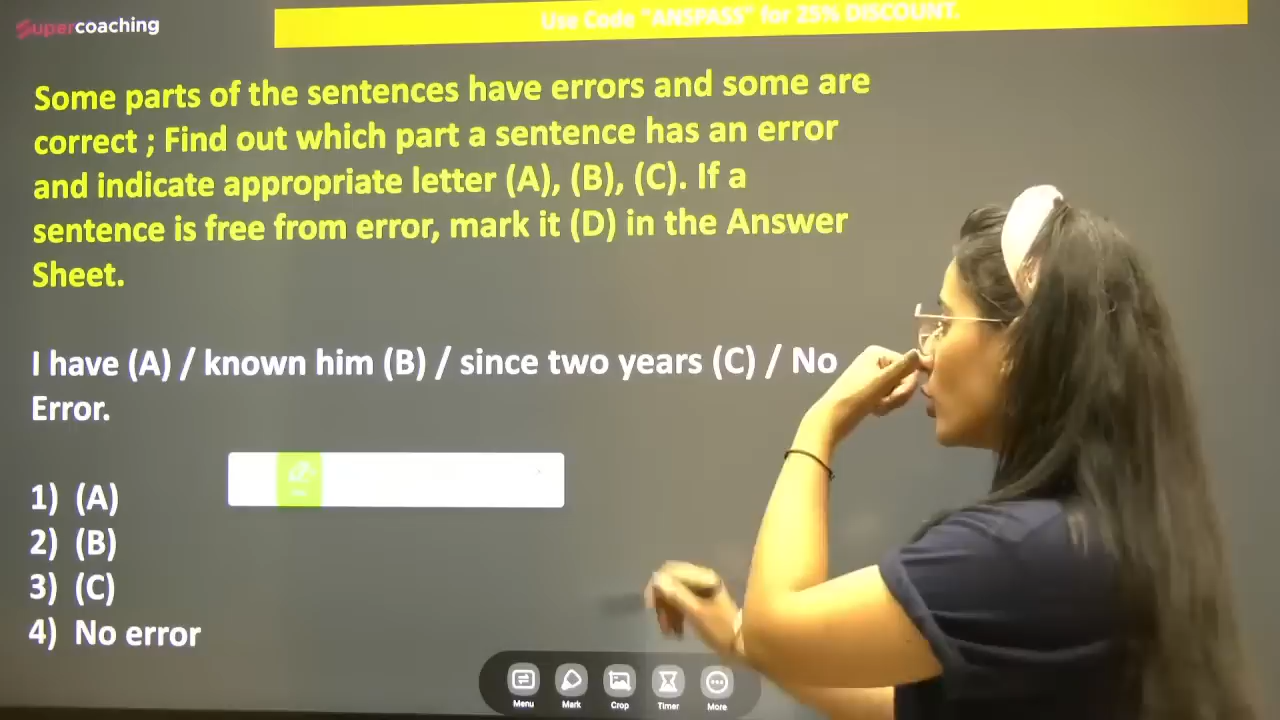 Supercoaching
Use Code "ANSPASS" for 25% DISCOUNT.
Some parts of the sentences have errors and some are
correct ; Find out which part a sentence has an error
and indicate appropriate letter (A), (B), (C). If a
sentence is free from error, mark it (D) in the Answer
Sheet.
I have (A) / known him (B) / since two years (C) / No
Error.
1) (A)
2) (B)
3) (C)
4) No error
Menu Mark Crop Timer More